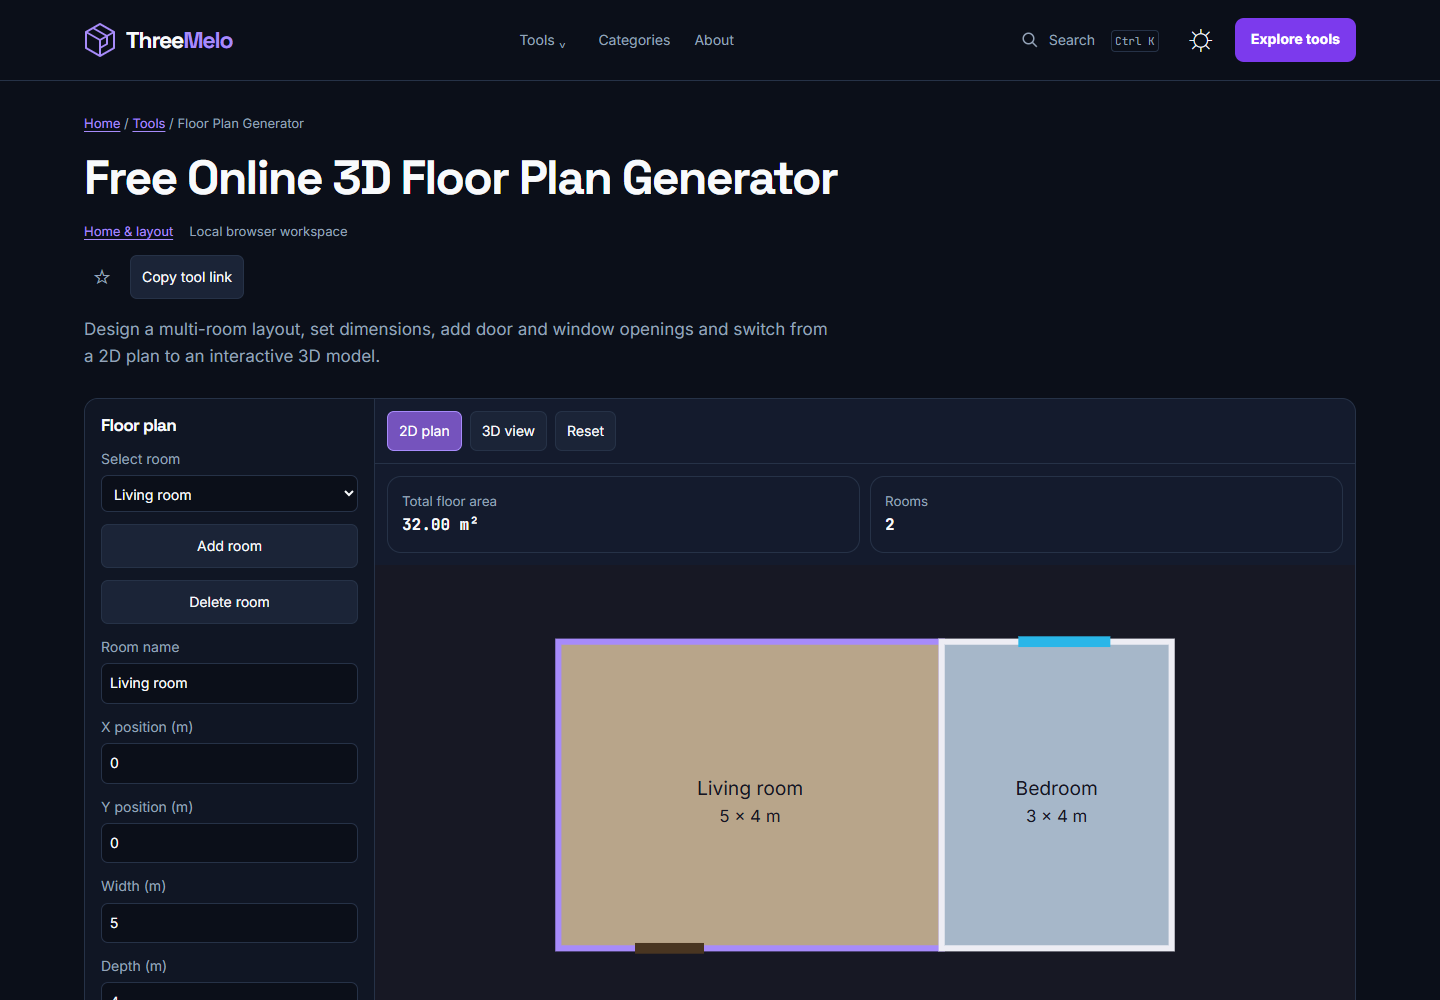 ThreeMelo
Tools
Categories
About
Search
Ctrl K
Explore tools
Home / Tools / Floor Plan Generator
Free Online 3D Floor Plan Generator
Home & layout
Local browser workspace
Copy tool link
Design a multi-room layout, set dimensions, add door and window openings and switch from
a 2D plan to an interactive 3D model.
Floor plan
Select room
Living room
Add room
Delete room
Room name
Living room
X position (m)
0
Y position (m)
0
Width (m)
5
Depth (m)
2D plan
3D view
Reset
Total floor area
32.00 m²
Rooms
2
Living room
5 × 4 m
Bedroom
3 × 4 m